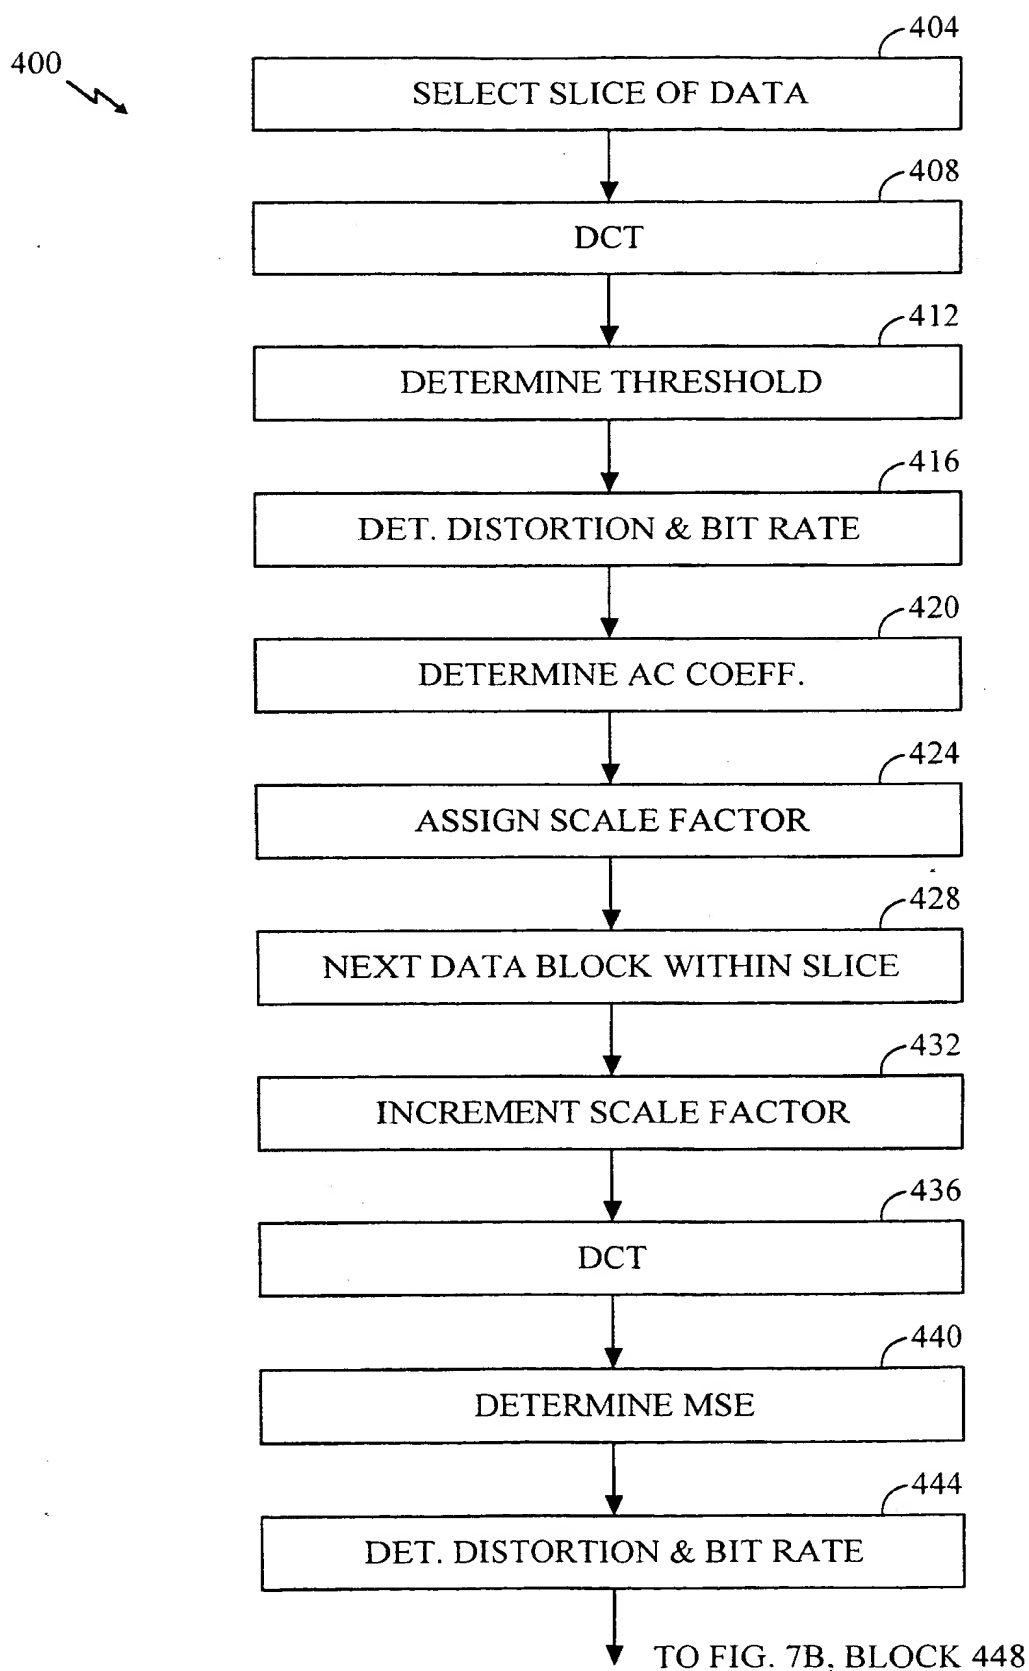 404
400
SELECT SLICE OF DATA
408
DCT
412
DETERMINE THRESHOLD
416
DET. DISTORTION & BIT RATE
420
DETERMINE AC COEFF.
424
ASSIGN SCALE FACTOR
428
NEXT DATA BLOCK WITHIN SLICE
432
INCREMENT SCALE FACTOR
436
DCT
440
DETERMINE MSE
444
DET. DISTORTION & BIT RATE
TO FIG. 7B, BLOCK 448